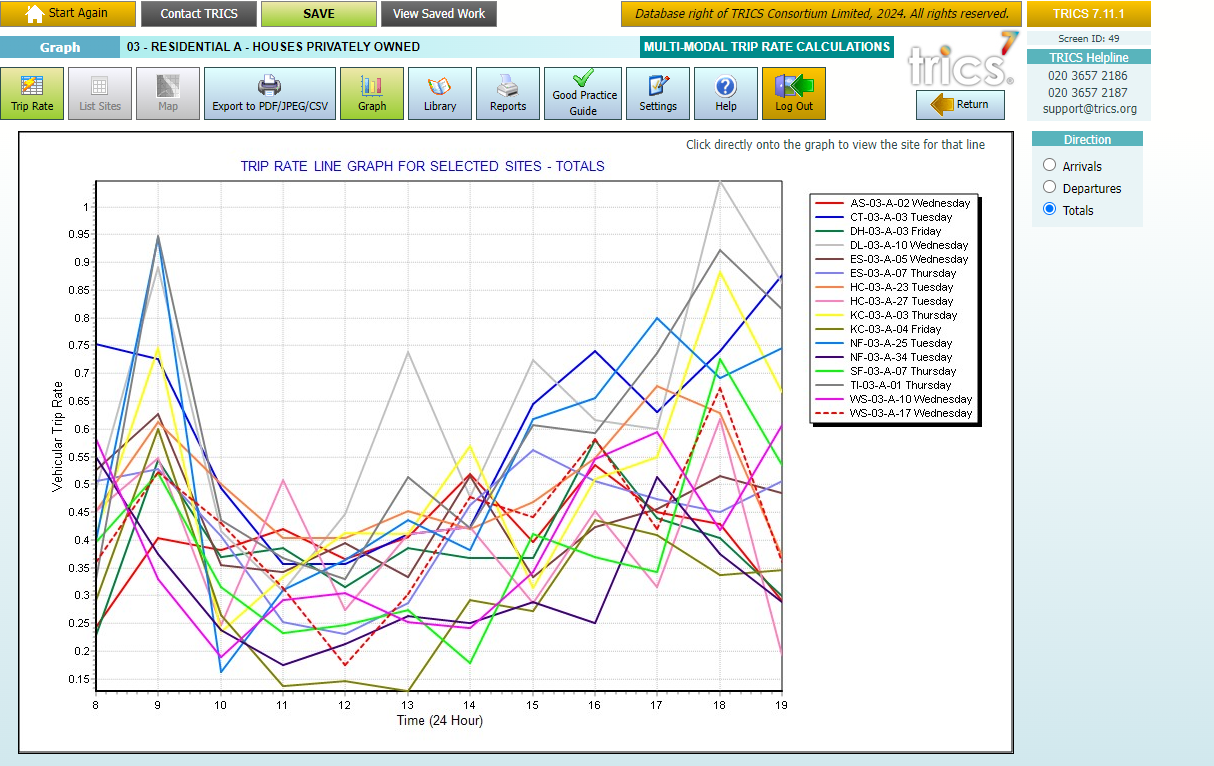 Start Again
Contact TRICS
SAVE
View Saved Work
Database right of TRICS Consortium Limited, 2024. All rights reserved.
TRICS 7.11.1
Graph
03 - RESIDENTIAL A - HOUSES PRIVATELY OWNED
MULTI-MODAL TRIP RATE CALCULATIONS
trics 7 ®
Screen ID: 49
TRICS Helpline
020 3657 2186
020 3657 2187
support@trics.org
Trip Rate
List Sites
Map
Export to PDF/JPEG/CSV
Graph
Library
Reports
Good Practice
Guide
Settings
Help
Log Out
Return
Click directly onto the graph to view the site for that line
Direction
Arrivals
Departures
Totals
TRIP RATE LINE GRAPH FOR SELECTED SITES - TOTALS
1
0.95
0.9
0.85
0.8
0.75
0.7
0.65
0.6
0.55
0.5
0.45
0.4
0.35
0.3
0.25
0.2
0.15
Vehicular Trip Rate
8 9 10 11 12 13 14 15 16 17 18 19
Time (24 Hour)
AS-03-A-02 Wednesday
CT-03-A-03 Tuesday
DH-03-A-03 Friday
DL-03-A-10 Wednesday
ES-03-A-05 Wednesday
ES-03-A-07 Thursday
HC-03-A-23 Tuesday
HC-03-A-27 Tuesday
KC-03-A-03 Thursday
KC-03-A-04 Friday
NF-03-A-25 Tuesday
NF-03-A-34 Tuesday
SF-03-A-07 Thursday
TI-03-A-01 Thursday
WS-03-A-10 Wednesday
WS-03-A-17 Wednesday